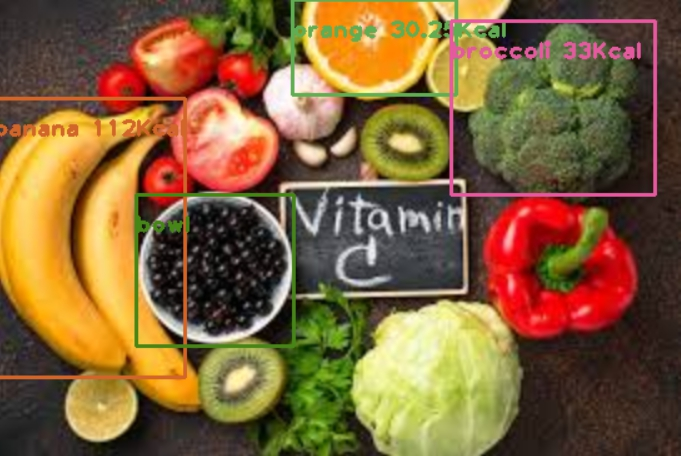 orange 30.25Kcal
broccoli 33Kcal
banana 112Kcal
bowl
Vitamin
C